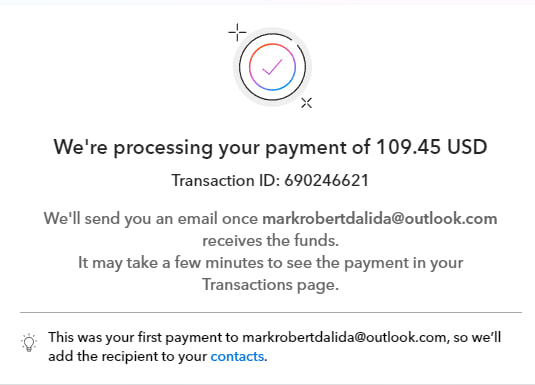 We're processing your payment of 109.45 USD
Transaction ID: 690246621
We'll send you an email once markrobertdalida@outlook.com
receives the funds.
It may take a few minutes to see the payment in your
Transactions page.
This was your first payment to markrobertdalida@outlook.com, so we'll
add the recipient to your contacts.